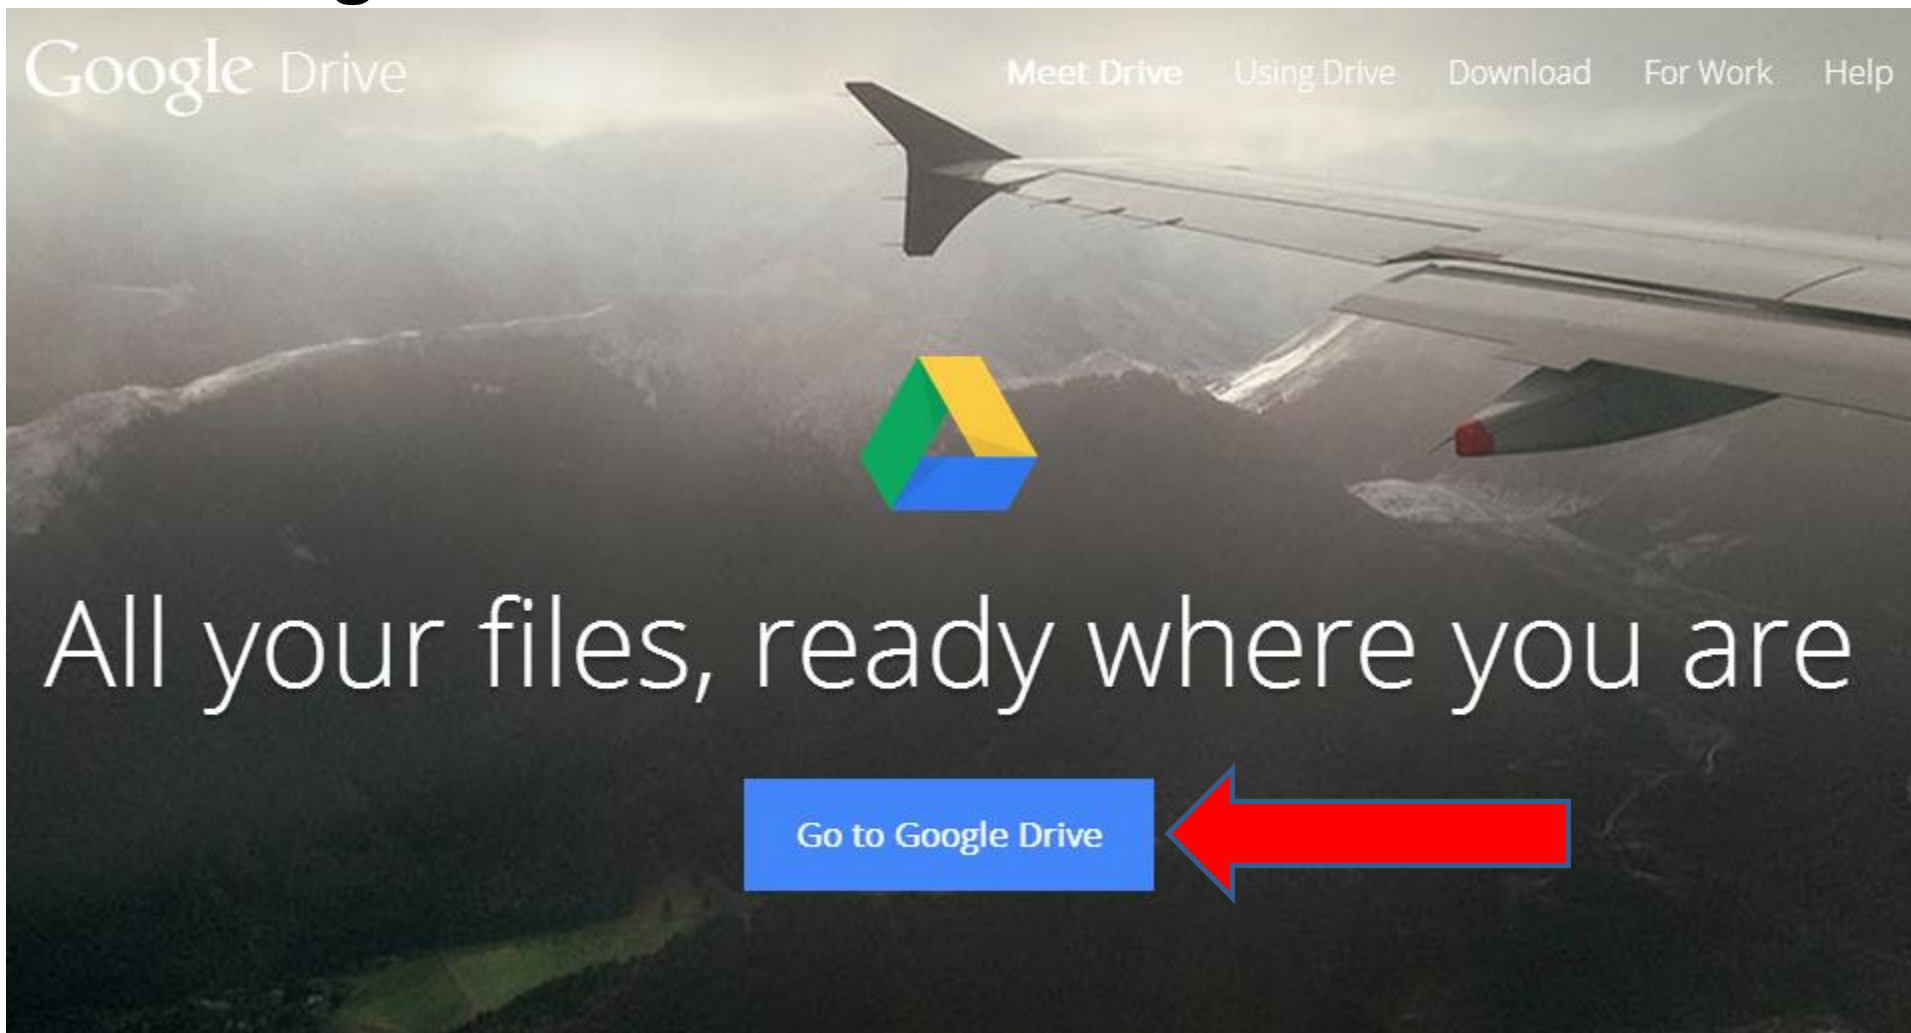 Google Drive
Meet Drive Using Drive Download For Work Help
All your files, ready where you are
Go to Google Drive